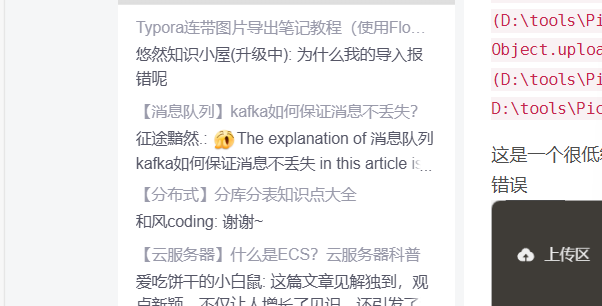 Typora连带图片导出笔记教程（使用Flo...
悠然知识小屋(升级中): 为什么我的导入报
错呢
【消息队列】kafka如何保证消息不丢失?
征途黯然.: The explanation of 消息队列
kafka如何保证消息不丢失 in this article is...
【分布式】分库分表知识点大全
和风coding: 谢谢~
【云服务器】什么是ECS？云服务器科普
爱吃饼干的小白鼠: 这篇文章见解独到，观
点新颖，不仅让人增长了见识，还引发了
(D:\tools\Pi
Object.uploa
(D:\tools\Pi
D:\tools\Pic
这是一个很低
错误
上传区